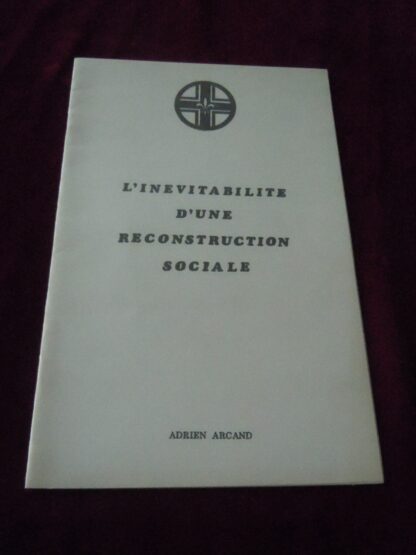 L'INEVITABILITE
D'UNE
RECONSTRUCTION
SOCIALE
ADRIEN ARCAND